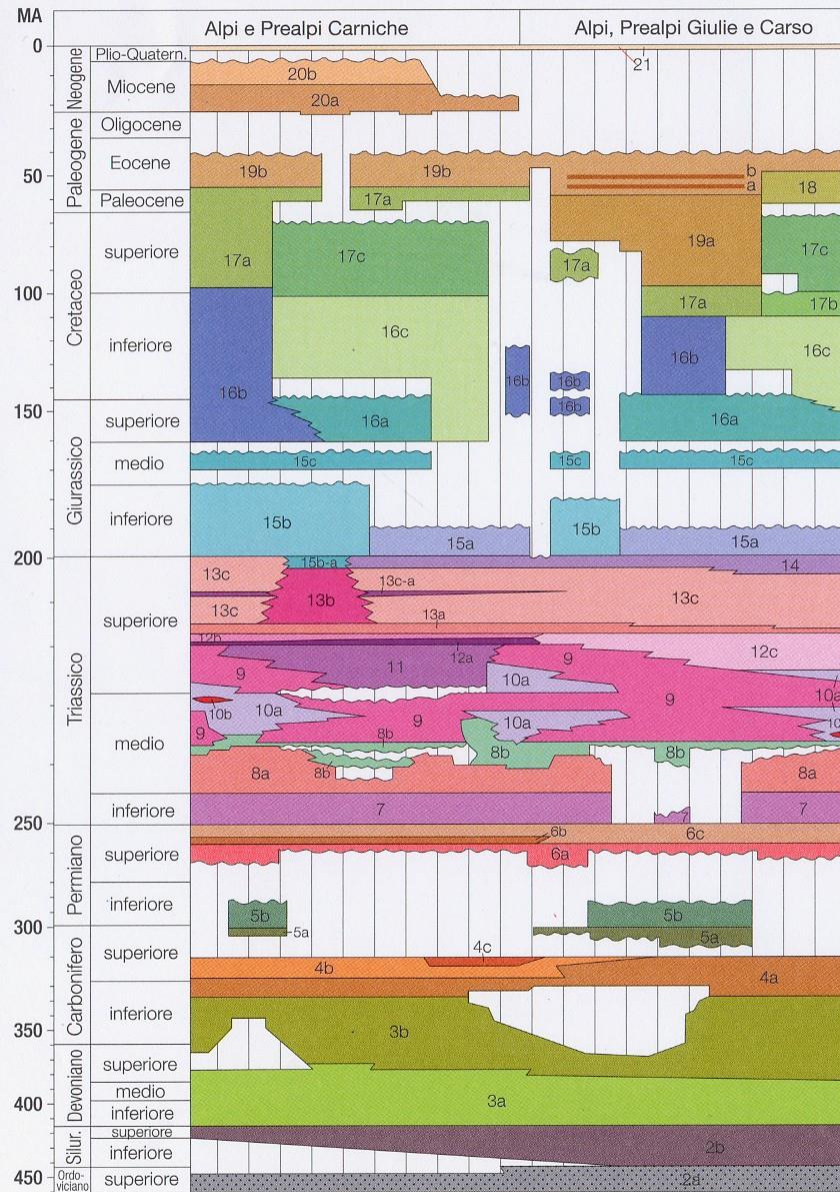 MA
Alpi e Prealpi Carniche
Alpi, Prealpi Giulie e Carso
0
50
100
150
200
250
300
350
400
450
Neogene
Plio-Quatern.
Miocene
Paleogene
Oligocene
Eocene
Paleocene
Cretaceo
superiore
inferiore
Giurassico
superiore
medio
inferiore
Triassico
superiore
medio
inferiore
Permiano
superiore
inferiore
Carbonifero
superiore
inferiore
Devoniano
superiore
medio
inferiore
Silur.
superiore
inferiore
Ordo-
viciano
superiore
21
20b
20a
19b
19b
b
a
18
17a
19a
17a
17c
17a
17c
17a
17b
16c
16b
16c
16b
16b
16b
16b
16a
16a
15c
15c
15c
15b
15b
15a
15a
15b-a
14
13c
13c-a
13b
13c
13c
13a
12b
12a
12c
9
11
9
10a
10a
10b
10a
9
9
10a
9
8b
8b
8b
8a
8b
8a
7
7
7
6b
6c
6a
5b
5b
5a
5a
4c
4b
4a
3b
3a
2b
2a